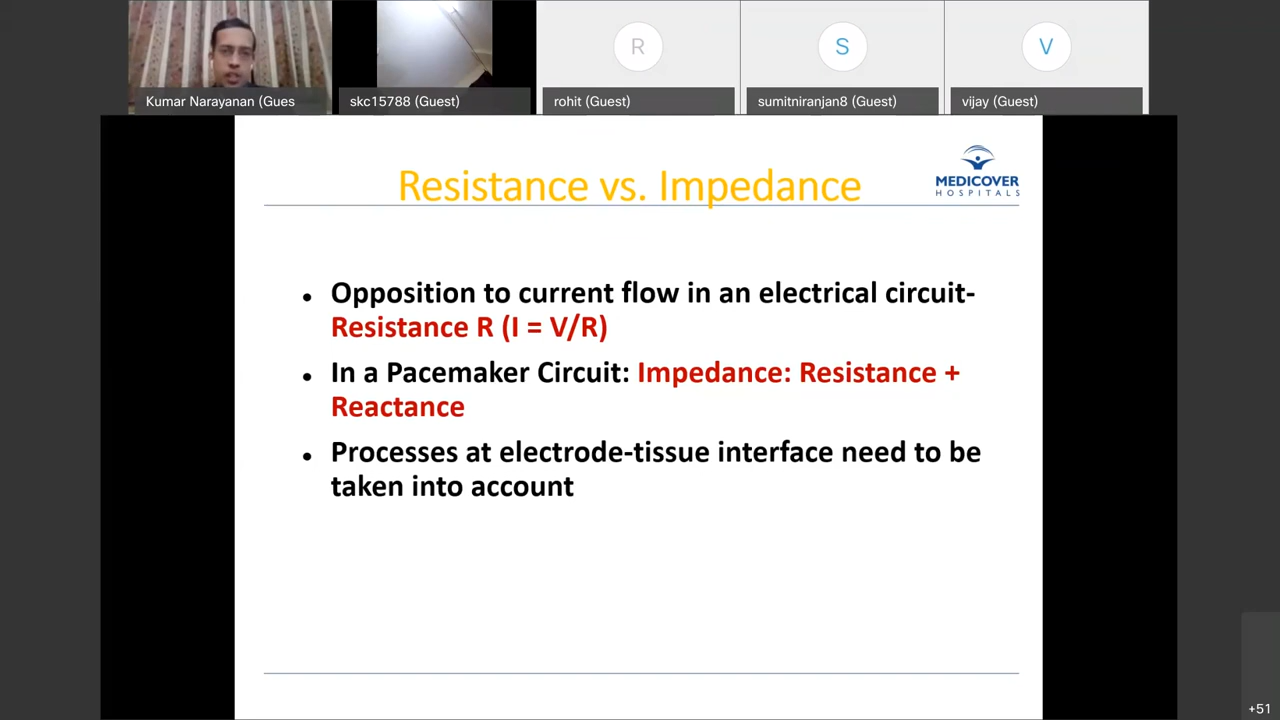 R
S
V
Kumar Narayanan (Gues
skc15788 (Guest)
rohit (Guest)
sumitniranjan8 (Guest)
vijay (Guest)
Resistance vs. Impedance
MEDICOVER
HOSPITALS
• Opposition to current flow in an electrical circuit-
Resistance R (I = V/R)
• In a Pacemaker Circuit: Impedance: Resistance +
Reactance
• Processes at electrode-tissue interface need to be
taken into account
+51